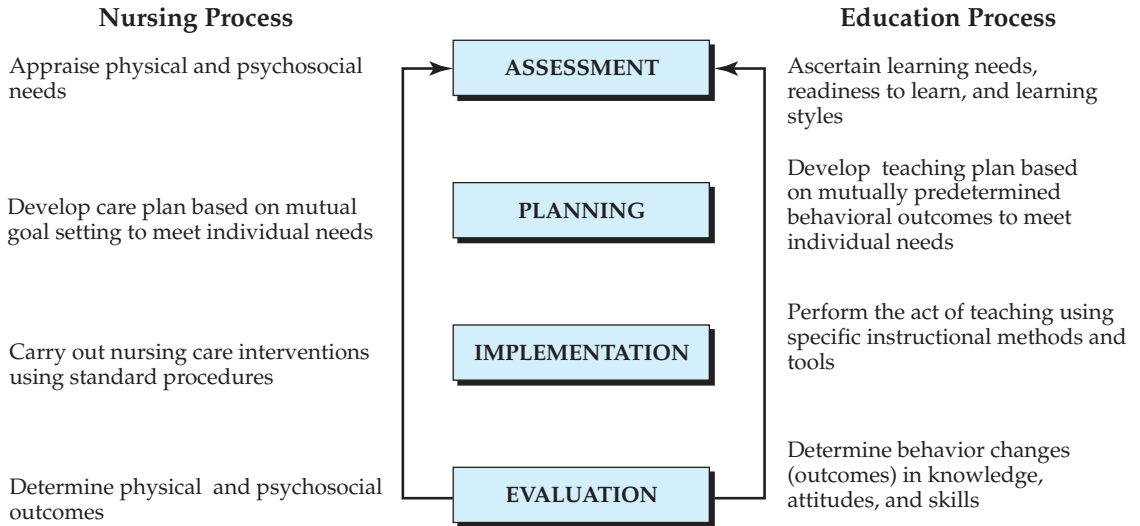 Nursing Process
Education Process
Appraise physical and psychosocial
needs
ASSESSMENT
Ascertain learning needs,
readiness to learn, and learning
styles
Develop care plan based on mutual
goal setting to meet individual needs
PLANNING
Develop teaching plan based
on mutually predetermined
behavioral outcomes to meet
individual needs
Carry out nursing care interventions
using standard procedures
IMPLEMENTATION
Perform the act of teaching using
specific instructional methods and
tools
Determine physical and psychosocial
outcomes
EVALUATION
Determine behavior changes
(outcomes) in knowledge,
attitudes, and skills